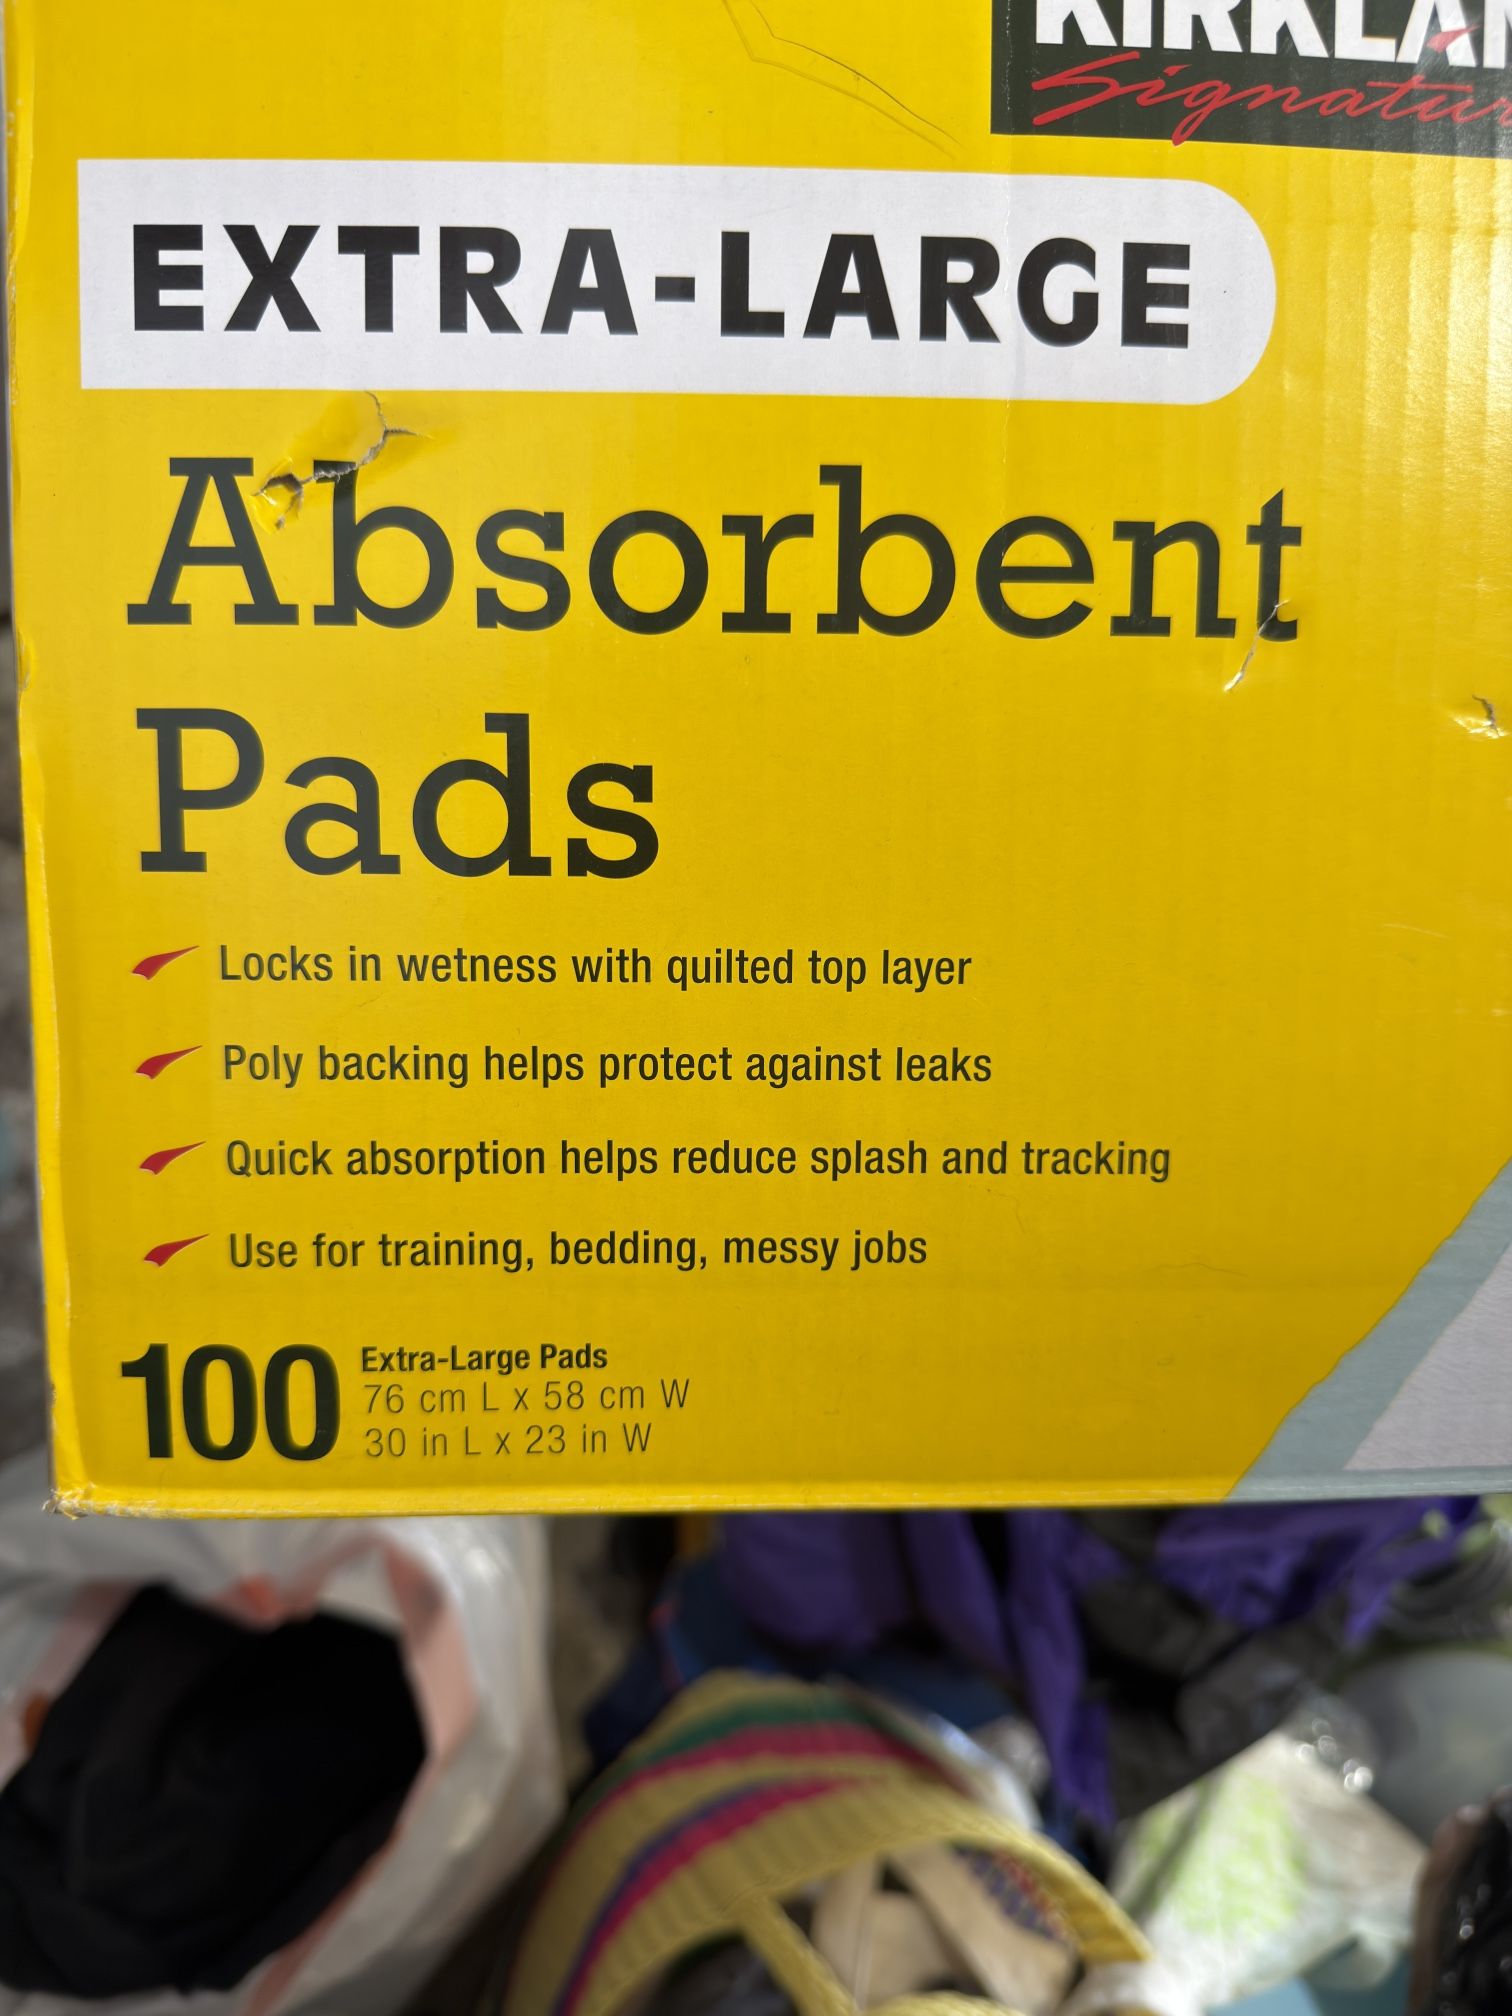 KIRKLAN
Signatur
EXTRA-LARGE
Absorbent
Pads
Locks in wetness with quilted top layer
Poly backing helps protect against leaks
Quick absorption helps reduce splash and tracking
Use for training, bedding, messy jobs
100 Extra-Large Pads
76 cm L x 58 cm W
30 in L x 23 in W